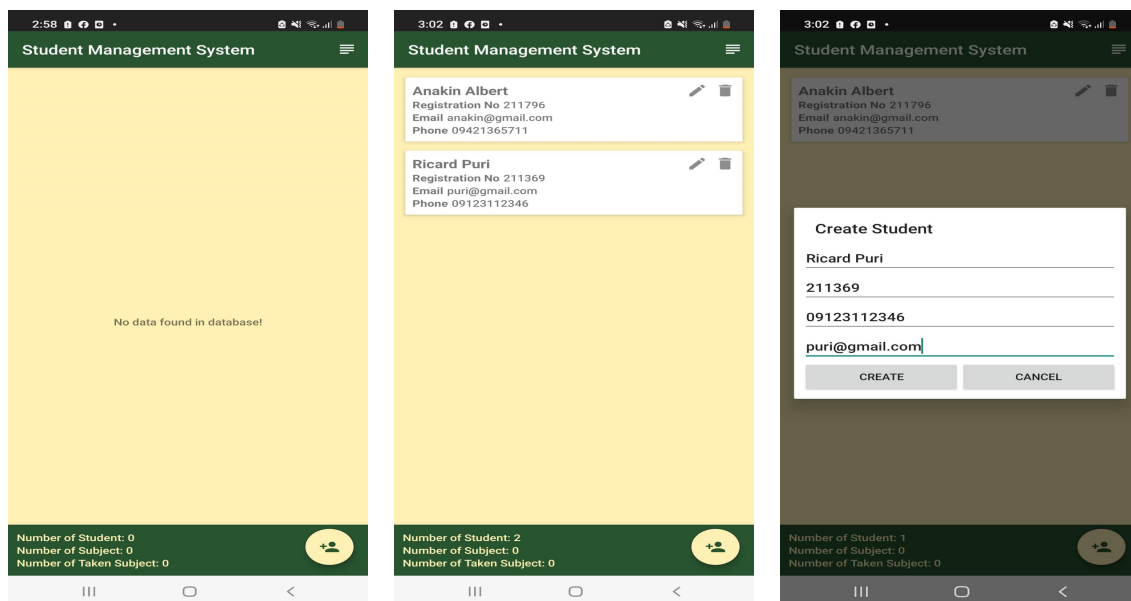 2:58
Student Management System
No data found in database!
Number of Student: 0
Number of Subject: 0
Number of Taken Subject: 0
3:02
Student Management System
Anakin Albert
Registration No 211796
Email anakin@gmail.com
Phone 09421365711
Ricard Puri
Registration No 211369
Email puri@gmail.com
Phone 09123112346
Number of Student: 2
Number of Subject: 0
Number of Taken Subject: 0
3:02
Student Management System
Anakin Albert
Registration No 211796
Email anakin@gmail.com
Phone 09421365711
Create Student
Ricard Puri
211369
09123112346
puri@gmail.com
CREATE CANCEL
Number of Student: 1
Number of Subject: 0
Number of Taken Subject: 0